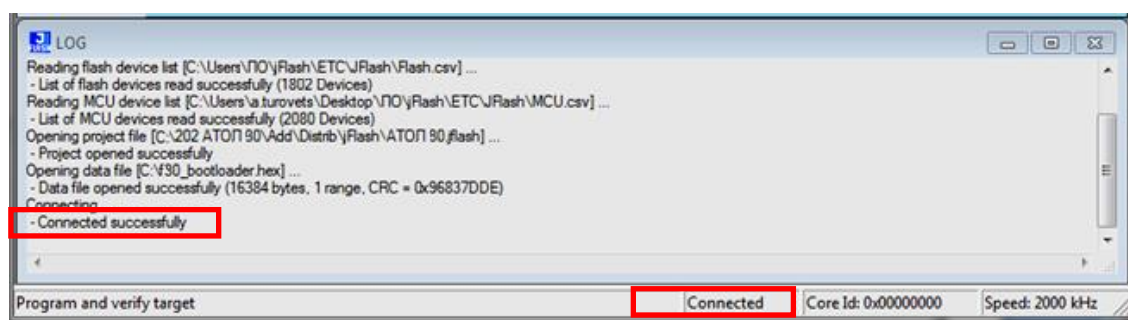 LOG
Reading flash device list [C:\Users\ПО\jFlash\ETC\JFlash\Flash.csv] ...
- List of flash devices read successfully (1802 Devices)
Reading MCU device list [C:\Users\a.turovets\Desktop\ПО\jFlash\ETC\JFlash\MCU.csv] ...
- List of MCU devices read successfully (2080 Devices)
Opening project file [C:\202 АТОЛ 90\Add\Distrib\jFlash\АТОЛ 90.jflash] ...
- Project opened successfully
Opening data file [C:\f90_bootloader.hex] ...
- Data file opened successfully (16384 bytes, 1 range, CRC = 0x96837DDE)
Connecting ...
- Connected successfully
Program and verify target Connected Core Id: 0x00000000 Speed: 2000 kHz